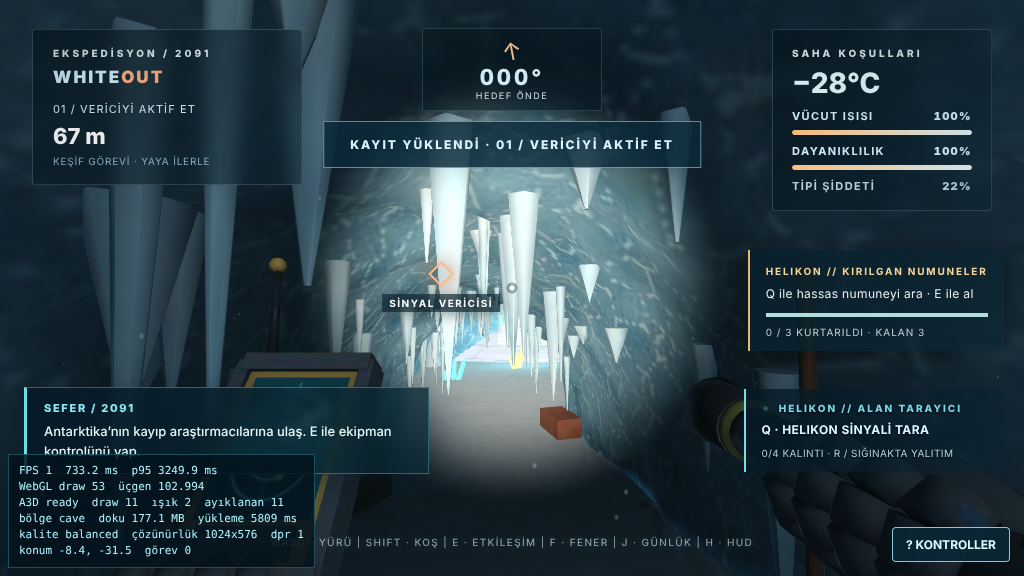 EKSPEDİSYON / 2091
WHITEOUT
01 / VERİCİYİ AKTİF ET
67 m
KEŞİF GÖREVİ · YAYA İLERLE
000°
HEDEF ÖNDE
KAYIT YÜKLENDİ · 01 / VERİCİYİ AKTİF ET
SAHA KOŞULLARI
−28°C
VÜCUT ISISI 100%
DAYANIKLILIK 100%
TİPİ ŞİDDETİ 22%
SİNYAL VERİCİSİ
HELIKON // KIRILGAN NUMUNELER
Q ile hassas numuneyi ara · E ile al
0 / 3 KURTARILDI · KALAN 3
HELIKON // ALAN TARAYICI
Q · HELIKON SİNYALİ TARA
0/4 KALINTI · R / SIĞINAKTA YALITIM
SEFER / 2091
Antarktika'nın kayıp araştırmacılarına ulaş. E ile ekipman
kontrolünü yap.
FPS 1 733.2 ms p95 3249.9 ms
WebGL draw 53 üçgen 102.994
A3D ready draw 11 ışık 2 ayıklanan 11
bölge cave doku 177.1 MB yükleme 5809 ms
kalite balanced çözünürlük 1024x576 dpr 1
konum -8.4, -31.5 görev 0
YÜRÜ | SHIFT · KOŞ | E · ETKİLEŞİM | F · FENER | J · GÜNLÜK | H · HUD
? KONTROLLER